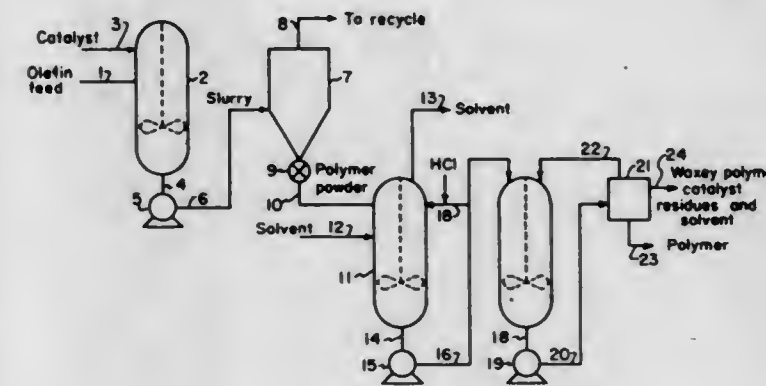 8
To recycle
3
Catalyst
Olefin
feed
1
2
7
Slurry
13
Solvent
HCl
22
21
24
Waxey polyme
catalyst
residues and
solvent
Polymer
23
9
Polymer
powder
10
4
5
6
18
Solvent
12
11
14
15
16
18
19
20